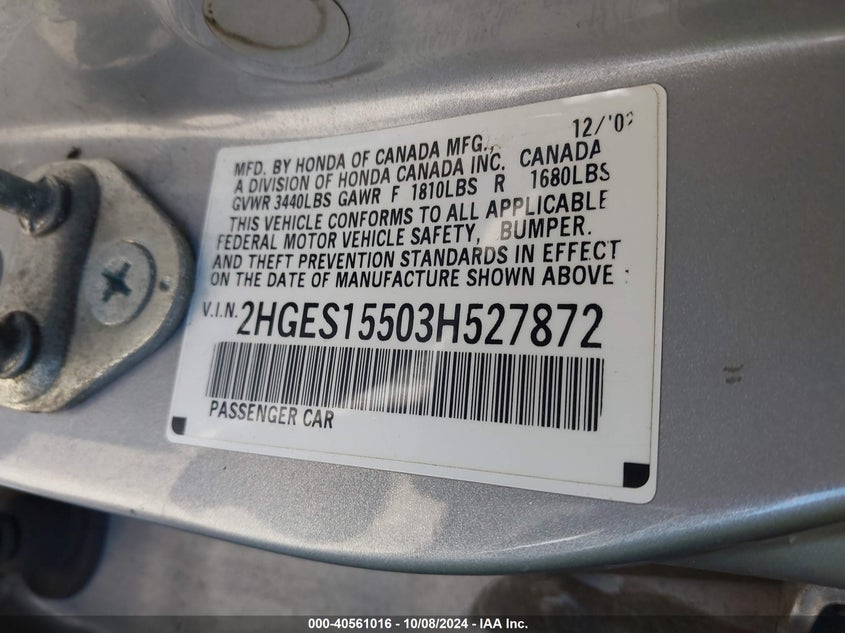 12/'0
MFD. BY HONDA OF CANADA MFG.,
A DIVISION OF HONDA CANADA INC. CANADA
GVWR 3440LBS GAWR F 1810LBS R 1680LBS
THIS VEHICLE CONFORMS TO ALL APPLICABLE
FEDERAL MOTOR VEHICLE SAFETY, BUMPER.
AND THEFT PREVENTION STANDARDS IN EFFECT
ON THE DATE OF MANUFACTURE SHOWN ABOVE
V.I.N. 2HGES15503H527872
PASSENGER CAR
000-40561016 - 10/08/2024 - IAA Inc.